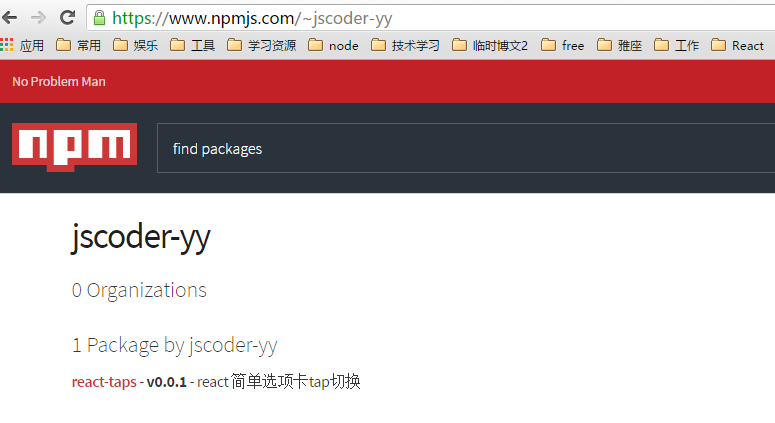 https://www.npmjs.com/~jscoder-yy
应用 常用 娱乐 工具 学习资源 node 技术学习 临时博文2 free 雅座 工作 React
No Problem Man
npm find packages
jscoder-yy
0 Organizations
1 Package by jscoder-yy
react-taps - v0.0.1 - react 简单选项卡tap切换